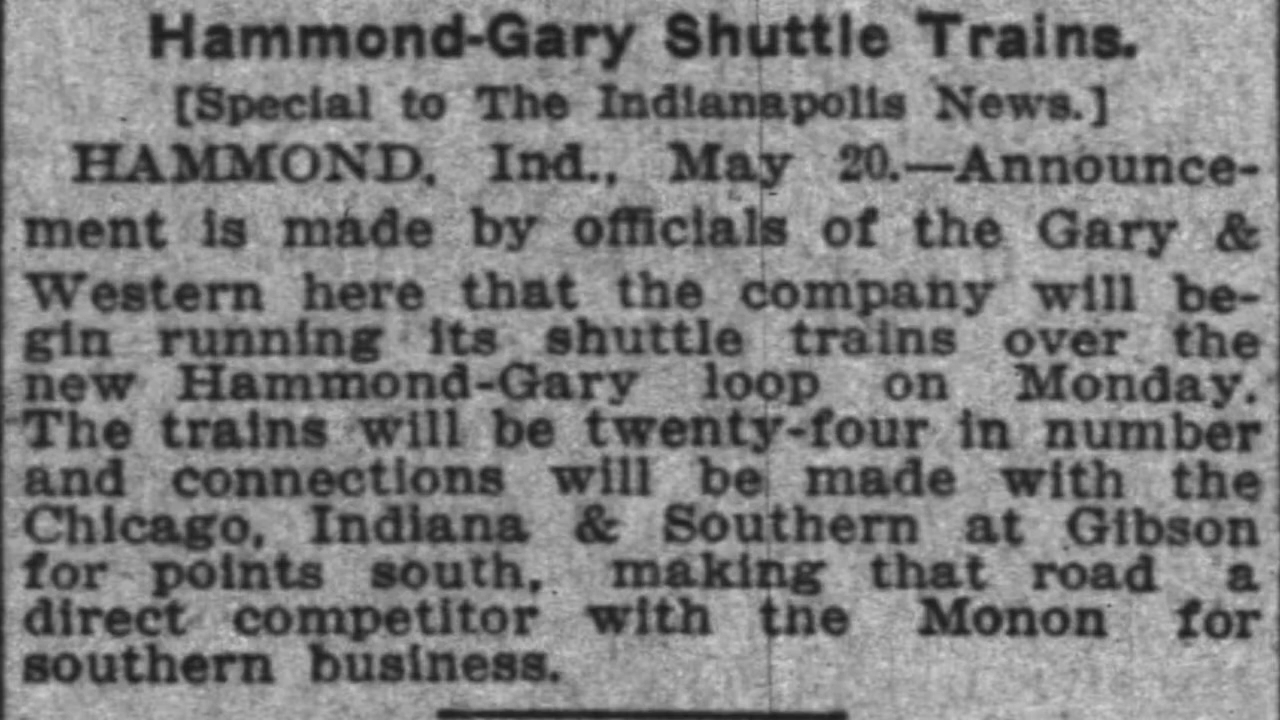 Hammond-Gary Shuttle Trains.
[Special to The Indianapolis News.]
HAMMOND, Ind., May 20.—Announce-
ment is made by officials of the Gary &
Western here that the company will be-
gin running its shuttle trains over the
new Hammond-Gary loop on Monday.
The trains will be twenty-four in number
and connections will be made with the
Chicago, Indiana & Southern at Gibson
for points south, making that road a
direct competitor with the Monon for
southern business.